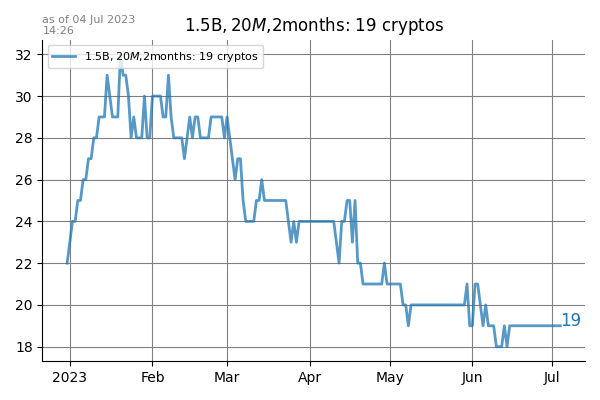 as of 04 Jul 2023
14:26
1.5B, 20M,2months: 19 cryptos
1.5B, 20M,2months: 19 cryptos
32
30
28
26
24
22
20
18
19
2023 Feb Mar Apr May Jun Jul